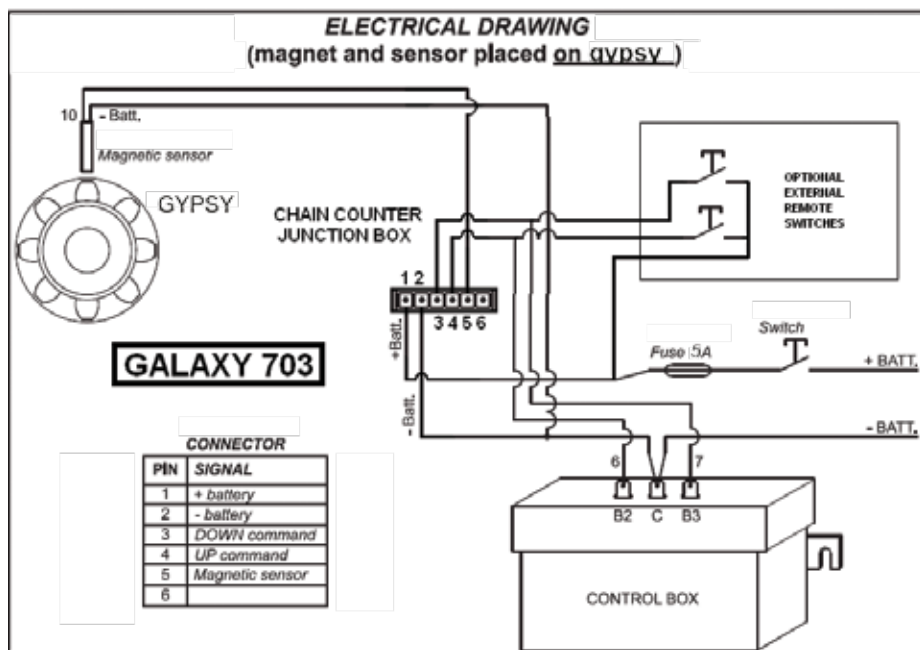 ELECTRICAL DRAWING
(magnet and sensor placed on gypsy )
10
- Batt.
Magnetic sensor
GYPSY
CHAIN COUNTER
JUNCTION BOX
OPTIONAL
EXTERNAL
REMOTE
SWITCHES
1 2
3 4 5 6
+Batt.
- Batt.
GALAXY 703
Fuse 5A
Switch
+ BATT.
- BATT.
CONNECTOR
PIN SIGNAL
1 + battery
2 - battery
3 DOWN command
4 UP command
5 Magnetic sensor
6
6
7
B2 C B3
CONTROL BOX